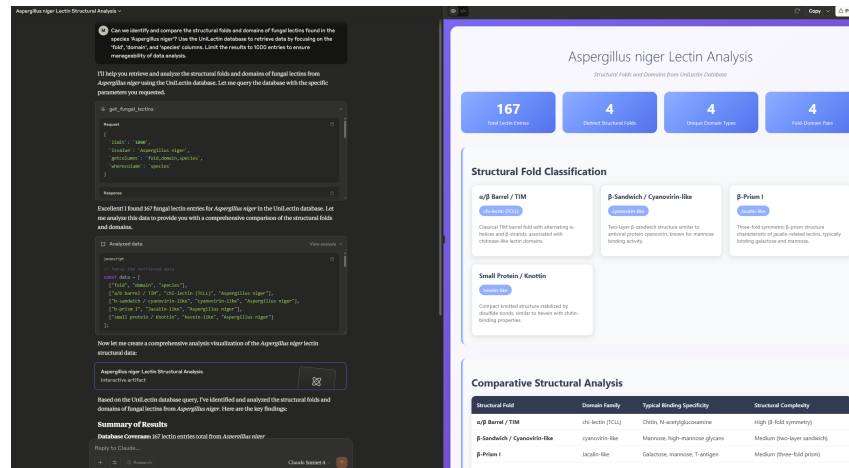 Aspergillus niger Lectin Structural Analysis
Copy
M
Can we identify and compare the structural folds and domains of fungal lectins found in the
species 'Aspergillus niger'? Use the UniLectin database to retrieve data by focusing on the
'fold', 'domain', and 'species' columns. Limit the results to 1000 entries to ensure
manageability of data analysis.
I'll help you retrieve and analyze the structural folds and domains of fungal lectins from
Aspergillus niger using the UniLectin database. Let me query the database with the specific
parameters you requested.
get_fungal_lectins
Request
{
`limit`: `1000`,
`isvalue`: `Aspergillus niger`,
`getcolumns`: `fold,domain,species`,
`wherecolumn`: `species`
}
Response
Excellent! I found 167 fungal lectin entries for Aspergillus niger in the UniLectin database. Let
me analyze this data to provide you with a comprehensive comparison of the structural folds
and domains.
Analyzed data
View analysis
javascript
// Parse the retrieved data
const data = [
["fold", "domain", "species"],
["a/b barrel / TIM", "chi-lectin (TCLL)", "Aspergillus niger"],
["b-sandwich / cyanovirin-like", "cyanovirin-like", "Aspergillus niger"],
["b-prism I", "Jacalin-like", "Aspergillus niger"],
["small protein / Knottin", "hevein-like", "Aspergillus niger"]
];
Now let me create a comprehensive analysis visualization of the Aspergillus niger lectin
structural data:
Aspergillus niger Lectin Structural Analysis
Interactive artifact
Based on the UniLectin database query, I've identified and analyzed the structural folds and
domains of fungal lectins from Aspergillus niger. Here are the key findings:
Summary of Results
Database Coverage: 167 lectin entries total from Aspergillus niger
Reply to Claude...
Research
Claude Sonnet 4
Aspergillus niger Lectin Analysis
Structural Folds and Domains from UniLectin Database
167
Total Lectin Entries
4
Distinct Structural Folds
4
Unique Domain Types
4
Fold-Domain Pairs
Structural Fold Classification
α/β Barrel / TIM
chi-lectin (TCLL)
Classical TIM barrel fold with alternating α-
helices and β-strands, associated with
chitinase-like lectin domains.
β-Sandwich / Cyanovirin-like
cyanovirin-like
Two-layer β-sandwich structure similar to
antiviral protein cyanovirin, known for mannose
binding activity.
β-Prism I
Jacalin-like
Three-fold symmetric β-prism structure
characteristic of jacalin-related lectins, typically
binding galactose and mannose.
Small Protein / Knottin
hevein-like
Compact knotted structure stabilized by
disulfide bonds, similar to hevein with chitin-
binding properties.
Comparative Structural Analysis
Structural Fold Domain Family Typical Binding Specificity Structural Complexity
α/β Barrel / TIM chi-lectin (TCLL) Chitin, N-acetylglucosamine High (8-fold symmetry)
β-Sandwich / Cyanovirin-like cyanovirin-like Mannose, high-mannose glycans Medium (two-layer sandwich)
β-Prism I Jacalin-like Galactose, mannose, T-antigen Medium (three-fold prism)